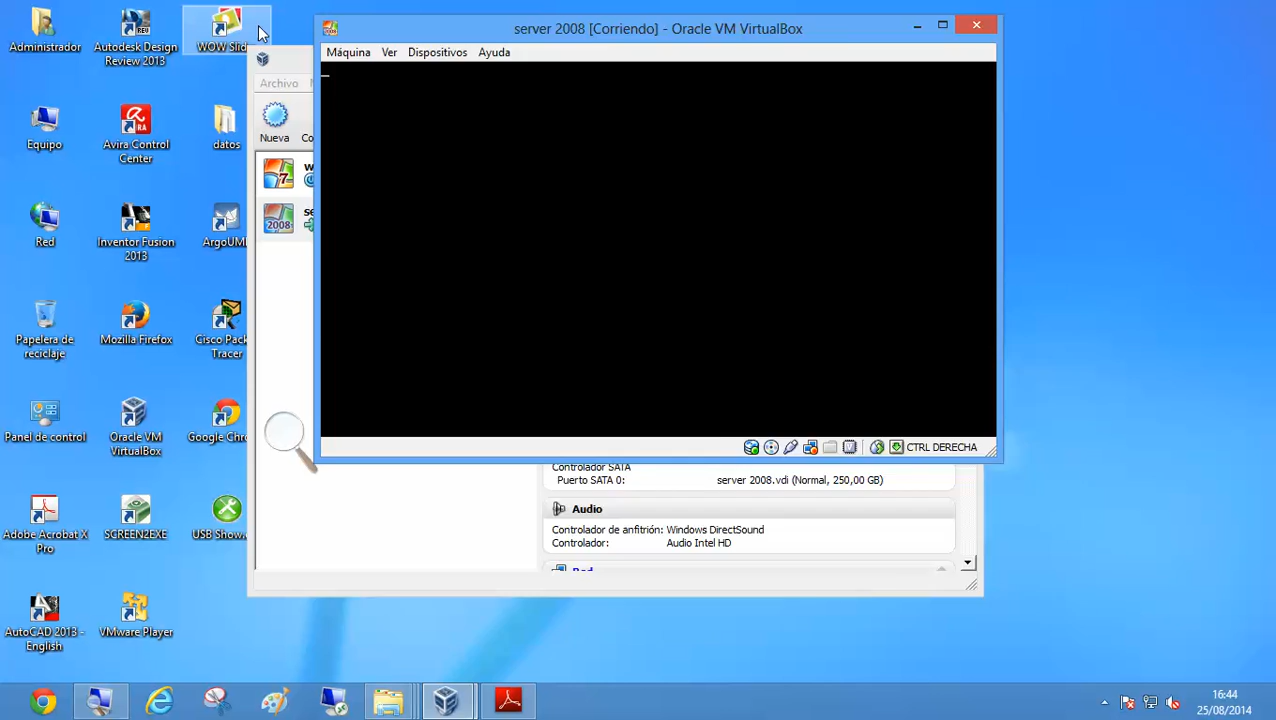 server 2008 [Corriendo] - Oracle VM VirtualBox
Máquina Ver Dispositivos Ayuda
Archivo
Nueva
7
2008
CTRL DERECHA
Controlador SATA
Puerto SATA 0: server 2008.vdi (Normal, 250,00 GB)
Audio
Controlador de anfitrión: Windows DirectSound
Controlador: Audio Intel HD
Red
Administrador
Autodesk Design
Review 2013
WOW Slid
Equipo
Avira Control
Center
datos
Red
Inventor Fusion
2013
ArgoUM
Papelera de
reciclaje
Mozilla Firefox
Cisco Pack
Tracer
Panel de control
Oracle VM
VirtualBox
Google Chro
Adobe Acrobat X
Pro
SCREEN2EXE
USB Show
AutoCAD 2013 -
English
VMware Player
16:44
25/08/2014